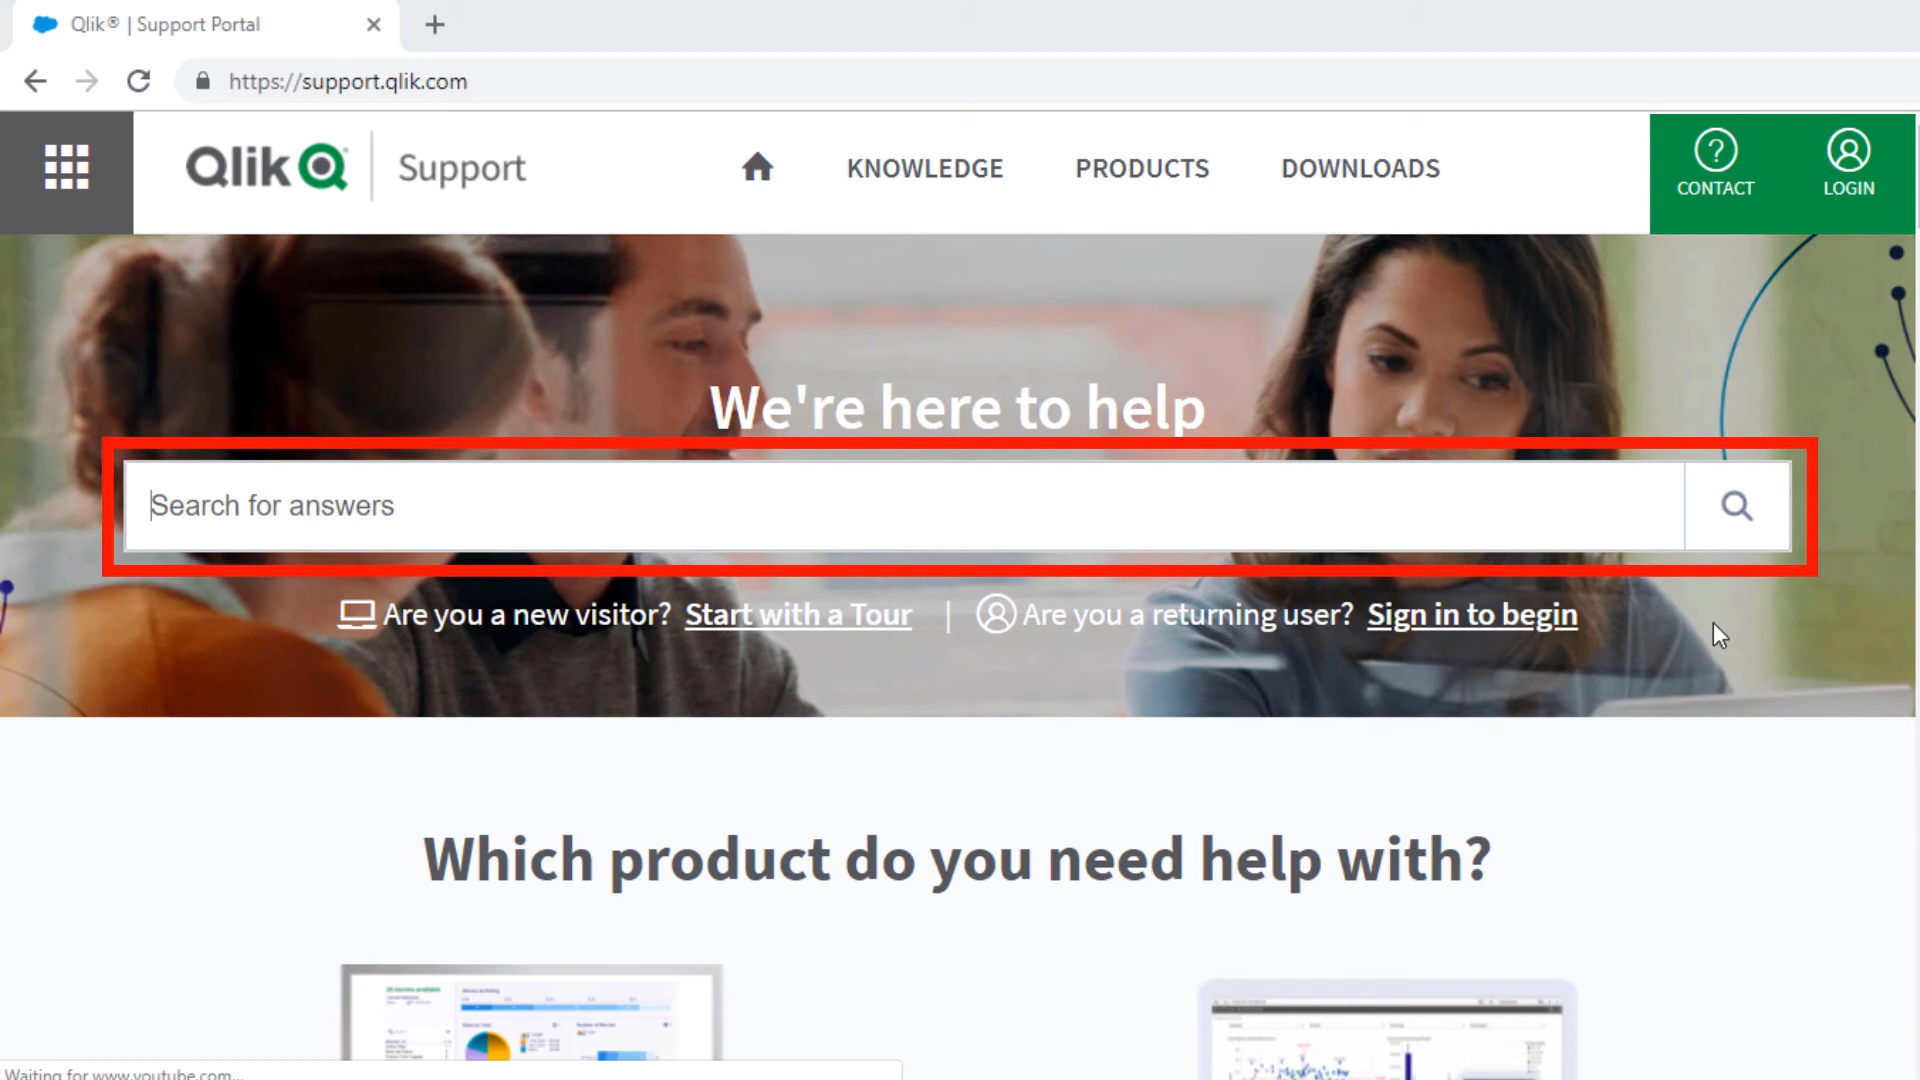 Qlik® | Support Portal
https://support.qlik.com
Qlik Support
KNOWLEDGE
PRODUCTS
DOWNLOADS
CONTACT
LOGIN
We're here to help
Search for answers
Are you a new visitor? Start with a Tour | Are you a returning user? Sign in to begin
Which product do you need help with?
Waiting for www.youtube.com...